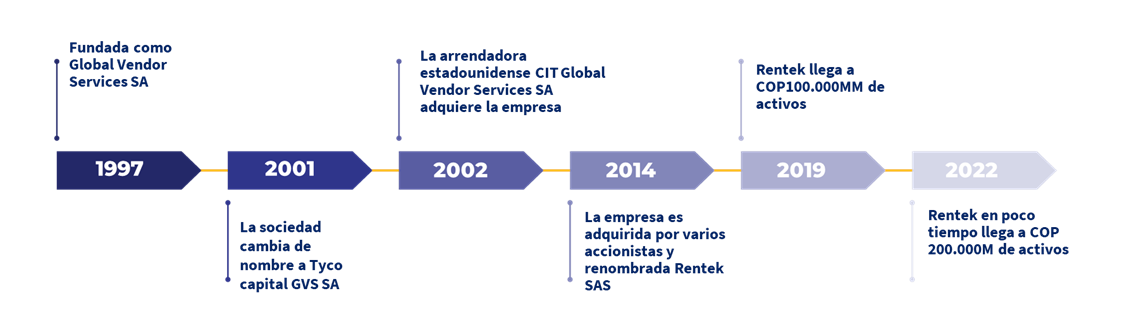 Fundada como
Global Vendor
Services SA
La arrendadora
estadounidense CIT Global
Vendor Services SA
adquiere la empresa
Rentek llega a
COP100.000MM de
activos
1997
2001
2002
2014
2019
2022
La sociedad
cambia de
nombre a Tyco
capital GVS SA
La empresa es
adquirida por varios
accionistas y
renombrada Rentek
SAS
Rentek en poco
tiempo llega a COP
200.000M de activos